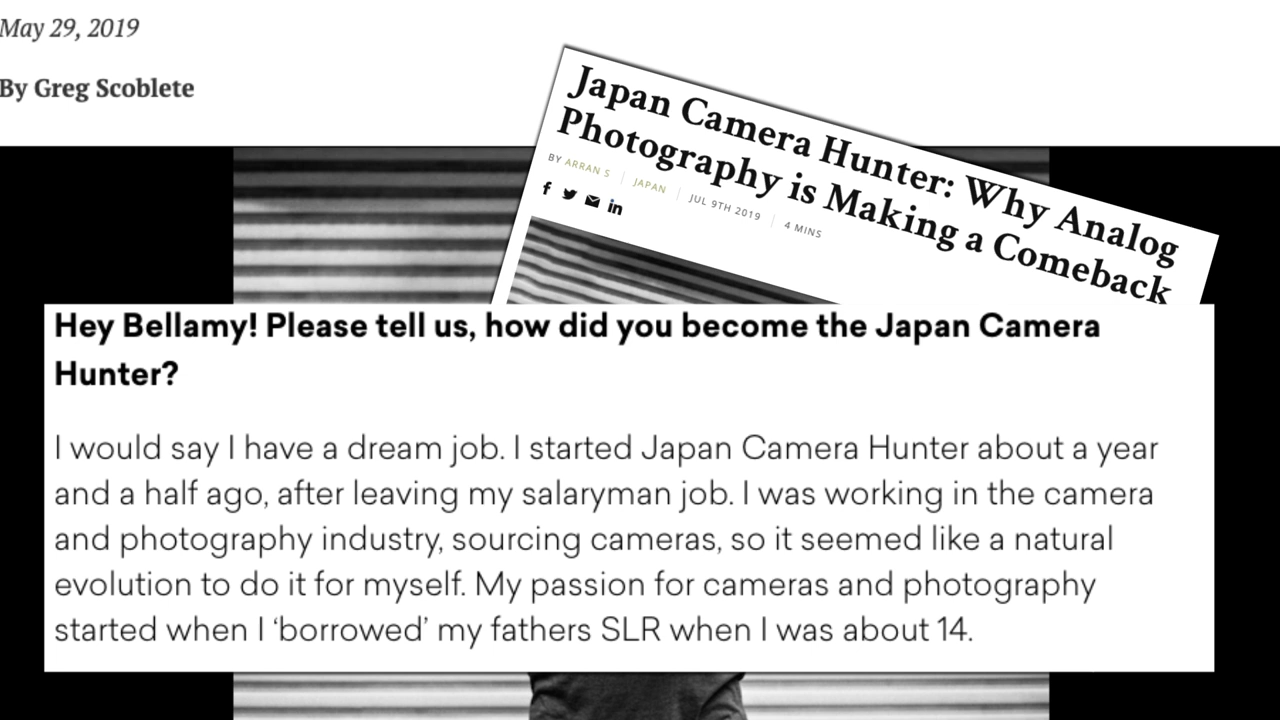 May 29, 2019
By Greg Scoblete
Japan Camera Hunter: Why Analog
Photography is Making a Comeback
BY ARRAN S | JAPAN | JUL 9TH 2019 | 4 MINS
Hey Bellamy! Please tell us, how did you become the Japan Camera
Hunter?
I would say I have a dream job. I started Japan Camera Hunter about a year
and a half ago, after leaving my salaryman job. I was working in the camera
and photography industry, sourcing cameras, so it seemed like a natural
evolution to do it for myself. My passion for cameras and photography
started when I ‘borrowed’ my fathers SLR when I was about 14.